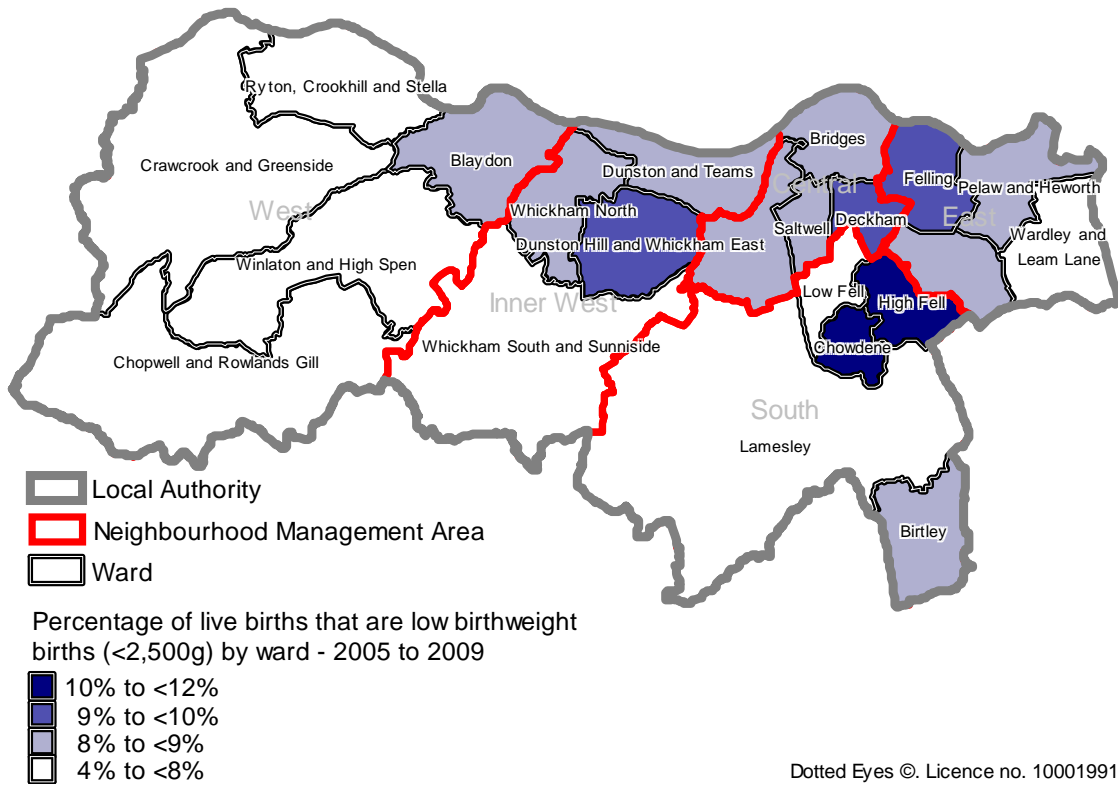 Ryton, Crookhill and Stella
Bridges
Crawcrook and Greenside
Blaydon
Dunston and Teams
Felling
Central
Pelaw and Heworth
West
Whickham North
Saltwell
Deckham
East
Wardley and
Leam Lane
Dunston Hill and Whickham East
Winlaton and High Spen
Low Fell
High Fell
Inner West
Chopwell and Rowlands Gill
Whickham South and Sunniside
Chowdene
South
Lamesley
Birtley
Local Authority
Neighbourhood Management Area
Ward
Percentage of live births that are low birthweight
births (<2,500g) by ward - 2005 to 2009
10% to <12%
9% to <10%
8% to <9%
4% to <8%
Dotted Eyes ©. Licence no. 10001991